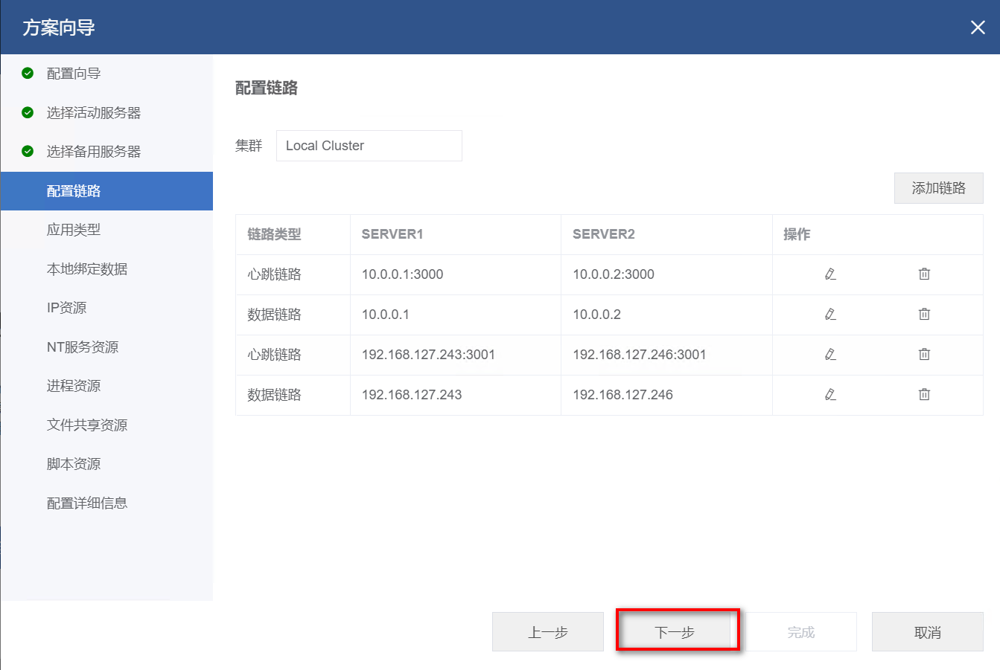 方案向导
配置向导
选择活动服务器
选择备用服务器
配置链路
应用类型
本地绑定数据
IP资源
NT服务资源
进程资源
文件共享资源
脚本资源
配置详细信息
配置链路
集群 Local Cluster
添加链路
链路类型 SERVER1 SERVER2 操作
心跳链路 10.0.0.1:3000 10.0.0.2:3000
数据链路 10.0.0.1 10.0.0.2
心跳链路 192.168.127.243:3001 192.168.127.246:3001
数据链路 192.168.127.243 192.168.127.246
上一步 下一步 完成 取消